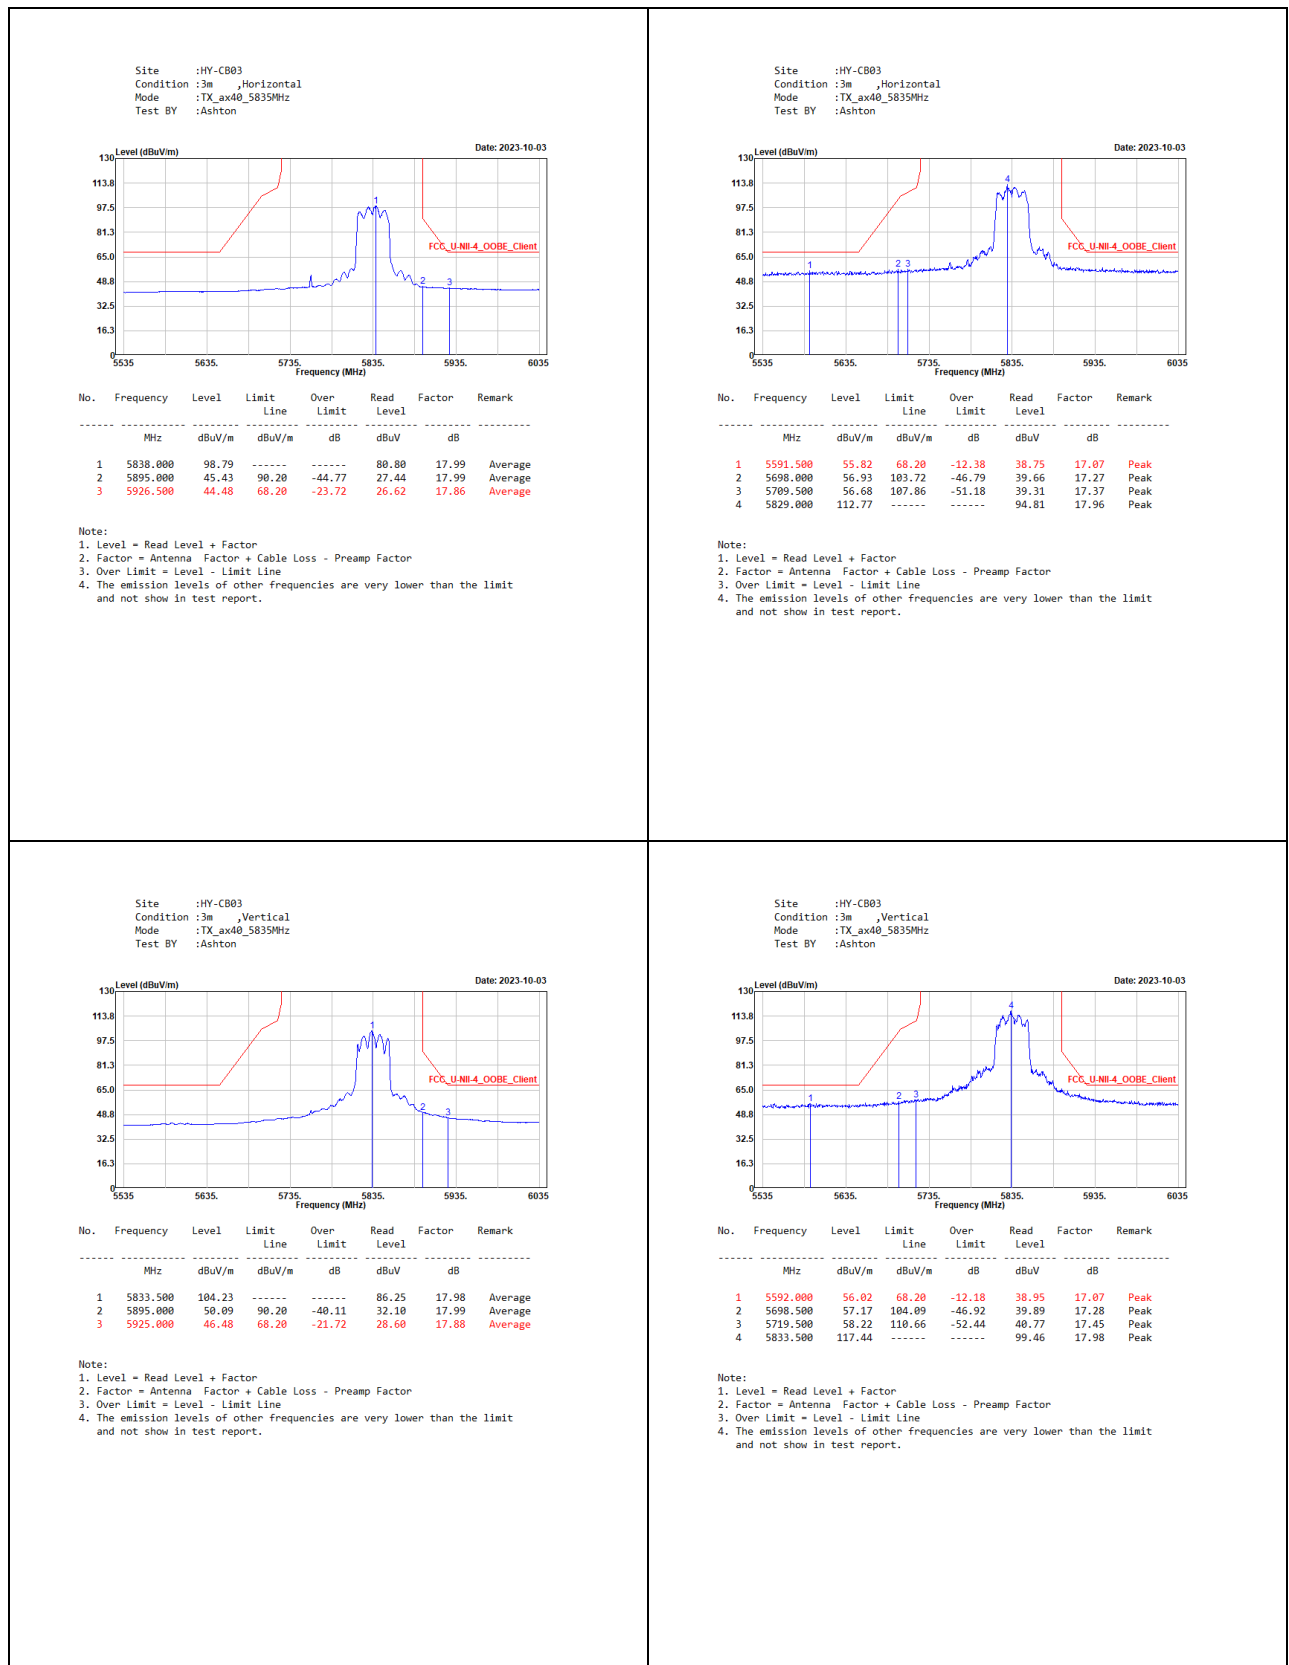 Site     :HY-CB03
Condition :3m    ,Horizontal
Mode     :TX_ax40_5835MHz
Test BY  :Ashton
Level (dBuV/m)
Date: 2023-10-03
130
113.8
97.5
81.3
65.0
48.8
32.5
16.3
0
1
2
3
FCC_U-NII-4_OOBE_Client
5535 5635. 5735. 5835. 5935. 6035
Frequency (MHz)
No. Frequency Level Limit Over Read Factor Remark
Line Limit Level
------ ----------- -------- -------- -------- -------- -------- ---------
MHz dBuV/m dBuV/m dB dBuV dB
1 5838.000 98.79 ------ ------ 80.80 17.99 Average
2 5895.000 45.43 90.20 -44.77 27.44 17.99 Average
3 5926.500 44.48 68.20 -23.72 26.62 17.86 Average
Note:
1. Level = Read Level + Factor
2. Factor = Antenna  Factor + Cable Loss - Preamp Factor
3. Over Limit = Level - Limit Line
4. The emission levels of other frequencies are very lower than the limit
and not show in test report.
Site     :HY-CB03
Condition :3m    ,Horizontal
Mode     :TX_ax40_5835MHz
Test BY  :Ashton
Level (dBuV/m)
Date: 2023-10-03
130
113.8
97.5
81.3
65.0
48.8
32.5
16.3
0
1
2
3
4
FCC_U-NII-4_OOBE_Client
5535 5635. 5735. 5835. 5935. 6035
Frequency (MHz)
No. Frequency Level Limit Over Read Factor Remark
Line Limit Level
------ ----------- -------- -------- -------- -------- -------- ---------
MHz dBuV/m dBuV/m dB dBuV dB
1 5591.500 55.82 68.20 -12.38 38.75 17.07 Peak
2 5698.000 56.93 103.72 -46.79 39.66 17.27 Peak
3 5709.500 56.68 107.86 -51.18 39.31 17.37 Peak
4 5829.000 112.77 ------ ------ 94.81 17.96 Peak
Note:
1. Level = Read Level + Factor
2. Factor = Antenna  Factor + Cable Loss - Preamp Factor
3. Over Limit = Level - Limit Line
4. The emission levels of other frequencies are very lower than the limit
and not show in test report.
Site     :HY-CB03
Condition :3m    ,Vertical
Mode     :TX_ax40_5835MHz
Test BY  :Ashton
Level (dBuV/m)
Date: 2023-10-03
130
113.8
97.5
81.3
65.0
48.8
32.5
16.3
0
1
2
3
FCC_U-NII-4_OOBE_Client
5535 5635. 5735. 5835. 5935. 6035
Frequency (MHz)
No. Frequency Level Limit Over Read Factor Remark
Line Limit Level
------ ----------- -------- -------- -------- -------- -------- ---------
MHz dBuV/m dBuV/m dB dBuV dB
1 5833.500 104.23 ------ ------ 86.25 17.98 Average
2 5895.000 50.09 90.20 -40.11 32.10 17.99 Average
3 5925.000 46.48 68.20 -21.72 28.60 17.88 Average
Note:
1. Level = Read Level + Factor
2. Factor = Antenna  Factor + Cable Loss - Preamp Factor
3. Over Limit = Level - Limit Line
4. The emission levels of other frequencies are very lower than the limit
and not show in test report.
Site     :HY-CB03
Condition :3m    ,Vertical
Mode     :TX_ax40_5835MHz
Test BY  :Ashton
Level (dBuV/m)
Date: 2023-10-03
130
113.8
97.5
81.3
65.0
48.8
32.5
16.3
0
1
2
3
4
FCC_U-NII-4_OOBE_Client
5535 5635. 5735. 5835. 5935. 6035
Frequency (MHz)
No. Frequency Level Limit Over Read Factor Remark
Line Limit Level
------ ----------- -------- -------- -------- -------- -------- ---------
MHz dBuV/m dBuV/m dB dBuV dB
1 5592.000 56.02 68.20 -12.18 38.95 17.07 Peak
2 5698.500 57.17 104.09 -46.92 39.89 17.28 Peak
3 5719.500 58.22 110.66 -52.44 40.77 17.45 Peak
4 5833.500 117.44 ------ ------ 99.46 17.98 Peak
Note:
1. Level = Read Level + Factor
2. Factor = Antenna  Factor + Cable Loss - Preamp Factor
3. Over Limit = Level - Limit Line
4. The emission levels of other frequencies are very lower than the limit
and not show in test report.